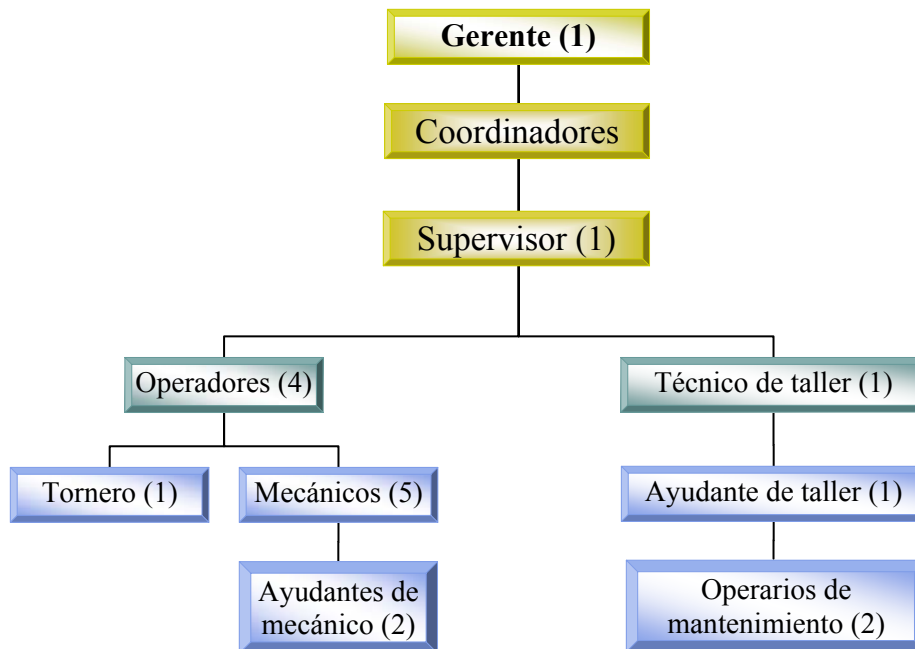 Gerente (1)
Coordinadores
Supervisor (1)
Operadores (4)
Técnico de taller (1)
Tornero (1)
Mecánicos (5)
Ayudante de taller (1)
Ayudantes de
mecánico (2)
Operarios de
mantenimiento (2)